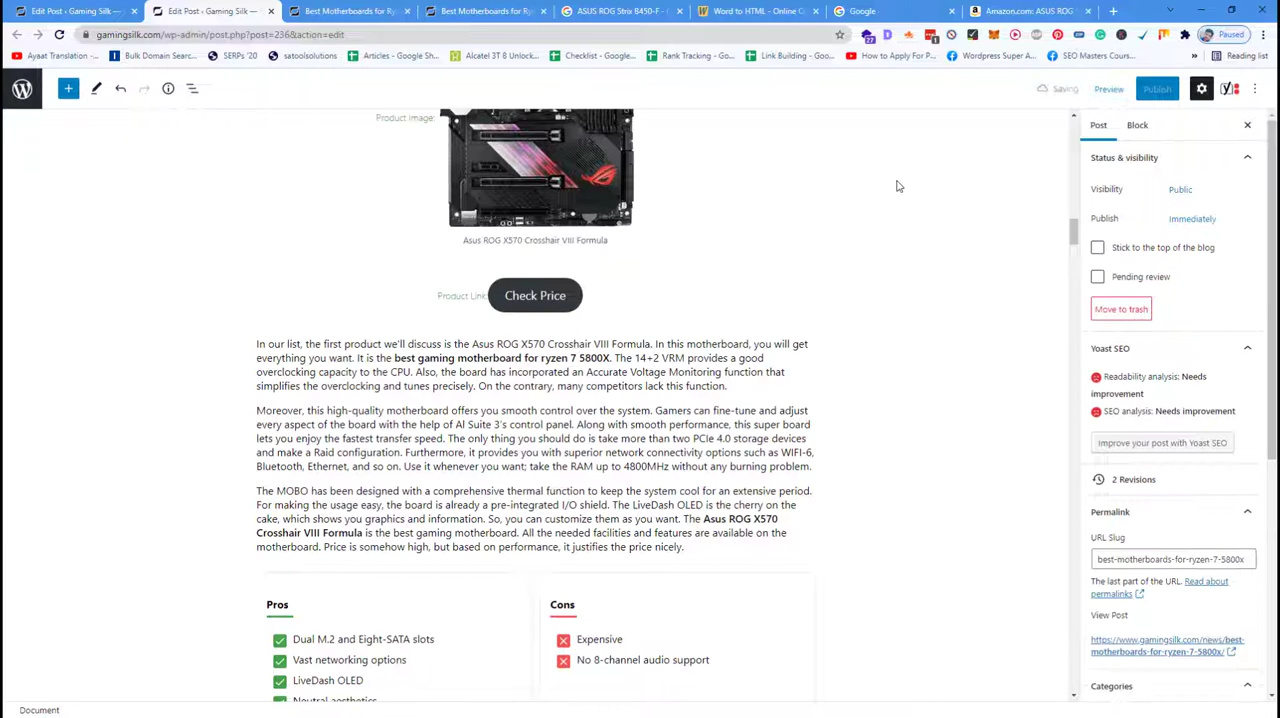 Edit Post ‹ Gaming Silk —
Edit Post ‹ Gaming Silk —
Best Motherboards for Ry
Best Motherboards for Ry
ASUS ROG Strix B450-F -
Word to HTML - Online C
Google
Amazon.com: ASUS ROG
gamingsilk.com/wp-admin/post.php?post=236&action=edit
Paused
Ayaat Testing Blog
Bulk Domain Searc...
SERPs '20
satoolsolutions
Articles - Google Sh...
Alcatel 3T 8 Unlock...
Checklist - Google...
Rank Tracking - Go...
Link Building - Goo...
How to Apply For P...
Wordpress Super A...
SEO Masters Cours...
Reading list
Saving
Preview
Publish
Product Image:
Asus ROG X570 Crosshair VIII Formula
Product Link:
Check Price
In our list, the first product we'll discuss is the Asus ROG X570 Crosshair VIII Formula. In this motherboard, you will get
everything you want. It is the best gaming motherboard for ryzen 7 5800X. The 14+2 VRM provides a good
overclocking capacity to the CPU. Also, the board has incorporated an Accurate Voltage Monitoring function that
simplifies the overclocking and tunes precisely. On the contrary, many competitors lack this function.
Moreover, this high-quality motherboard offers you smooth control over the system. Gamers can fine-tune and adjust
every aspect of the board with the help of AI Suite 3's control panel. Along with smooth performance, this super board
lets you enjoy the fastest transfer speed. The only thing you should do is take more than two PCIe 4.0 storage devices
and make a Raid configuration. Furthermore, it provides you with superior network connectivity options such as WIFI-6,
Bluetooth, Ethernet, and so on. Use it whenever you want; take the RAM up to 4800MHz without any burning problem.
The MOBO has been designed with a comprehensive thermal function to keep the system cool for an extensive period.
For making the usage easy, the board is already a pre-integrated I/O shield. The LiveDash OLED is the cherry on the
cake, which shows you graphics and information. So, you can customize them as you want. The Asus ROG X570
Crosshair VIII Formula is the best gaming motherboard. All the needed facilities and features are available on the
motherboard. Price is somehow high, but based on performance, it justifies the price nicely.
Pros
Dual M.2 and Eight-SATA slots
Vast networking options
LiveDash OLED
Neutral aesthetics
Cons
Expensive
No 8-channel audio support
Post
Block
Status & visibility
Visibility
Public
Publish
Immediately
Stick to the top of the blog
Pending review
Move to trash
Yoast SEO
Readability analysis: Needs
improvement
SEO analysis: Needs improvement
Improve your post with Yoast SEO
2 Revisions
Permalink
URL Slug
best-motherboards-for-ryzen-7-5800x
The last part of the URL. Read about
permalinks
View Post
https://www.gamingsilk.com/news/best-
motherboards-for-ryzen-7-5800x/
Categories
Document